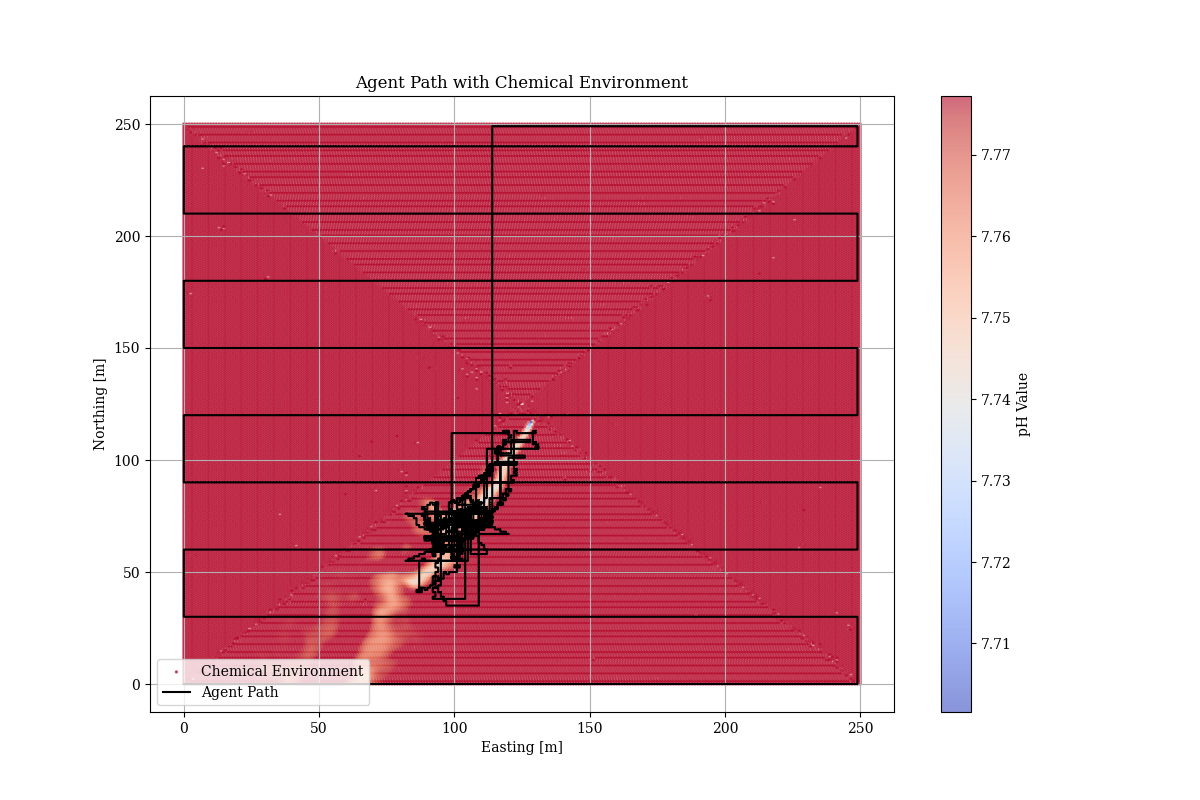 Agent Path with Chemical Environment
250
200
150
100
50
0
Northing [m]
0 50 100 150 200 250
Easting [m]
Chemical Environment
Agent Path
7.77
7.76
7.75
7.74
7.73
7.72
7.71
pH Value